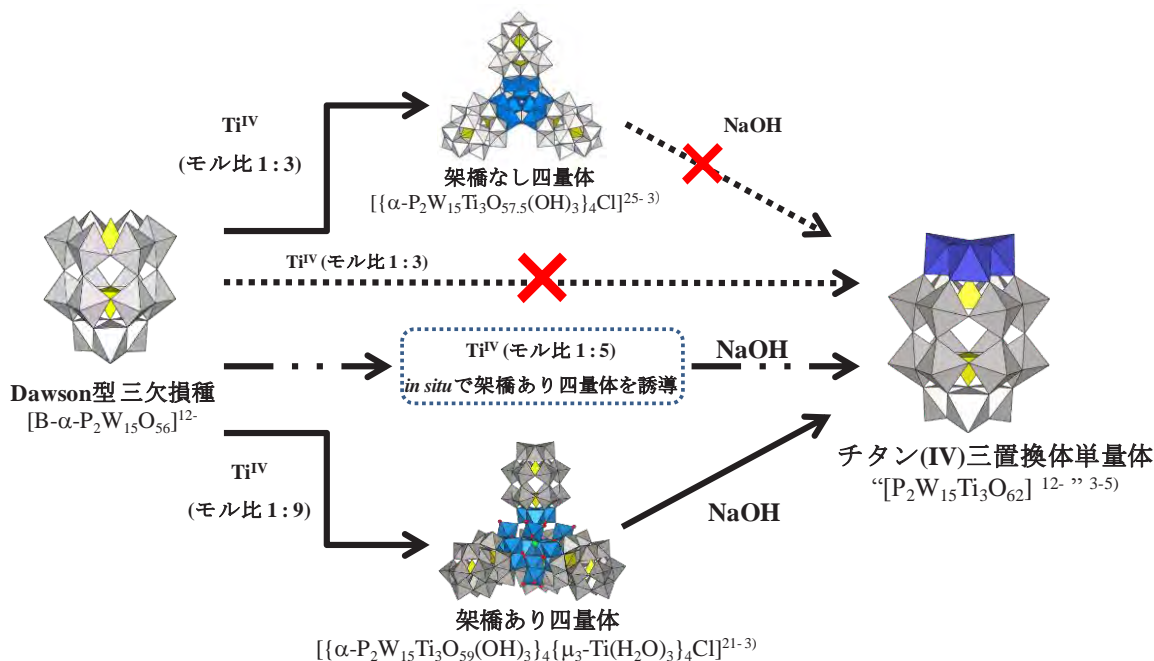 Ti^IV
(モル比 1 : 3)
架橋なし四量体
[{α-P₂W₁₅Ti₃O₅₇.₅(OH)₃}₄Cl]²⁵⁻ ³⁾
NaOH
Ti^IV (モル比 1 : 3)
Ti^IV (モル比 1 : 5)
in situで架橋あり四量体を誘導
NaOH
Dawson型 三欠損種
[B-α-P₂W₁₅O₅₆]¹²⁻
Ti^IV
(モル比 1 : 9)
NaOH
架橋あり四量体
[{α-P₂W₁₅Ti₃O₅₉(OH)₃}₄{μ₃-Ti(H₂O)₃}₄Cl]²¹⁻ ³⁾
チタン(IV)三置換体単量体
“[P₂W₁₅Ti₃O₆₂] ¹²⁻ ” ³⁻⁵⁾